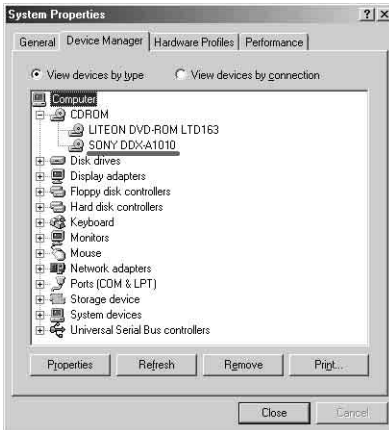 System Properties
General Device Manager Hardware Profiles Performance
View devices by type View devices by connection
Computer
CDROM
LITEON DVD-ROM LTD163
SONY DDX-A1010
Disk drives
Display adapters
Floppy disk controllers
Hard disk controllers
Keyboard
Monitors
Mouse
Network adapters
Ports (COM & LPT)
Storage device
System devices
Universal Serial Bus controllers
Properties Refresh Remove Print...
Close Cancel